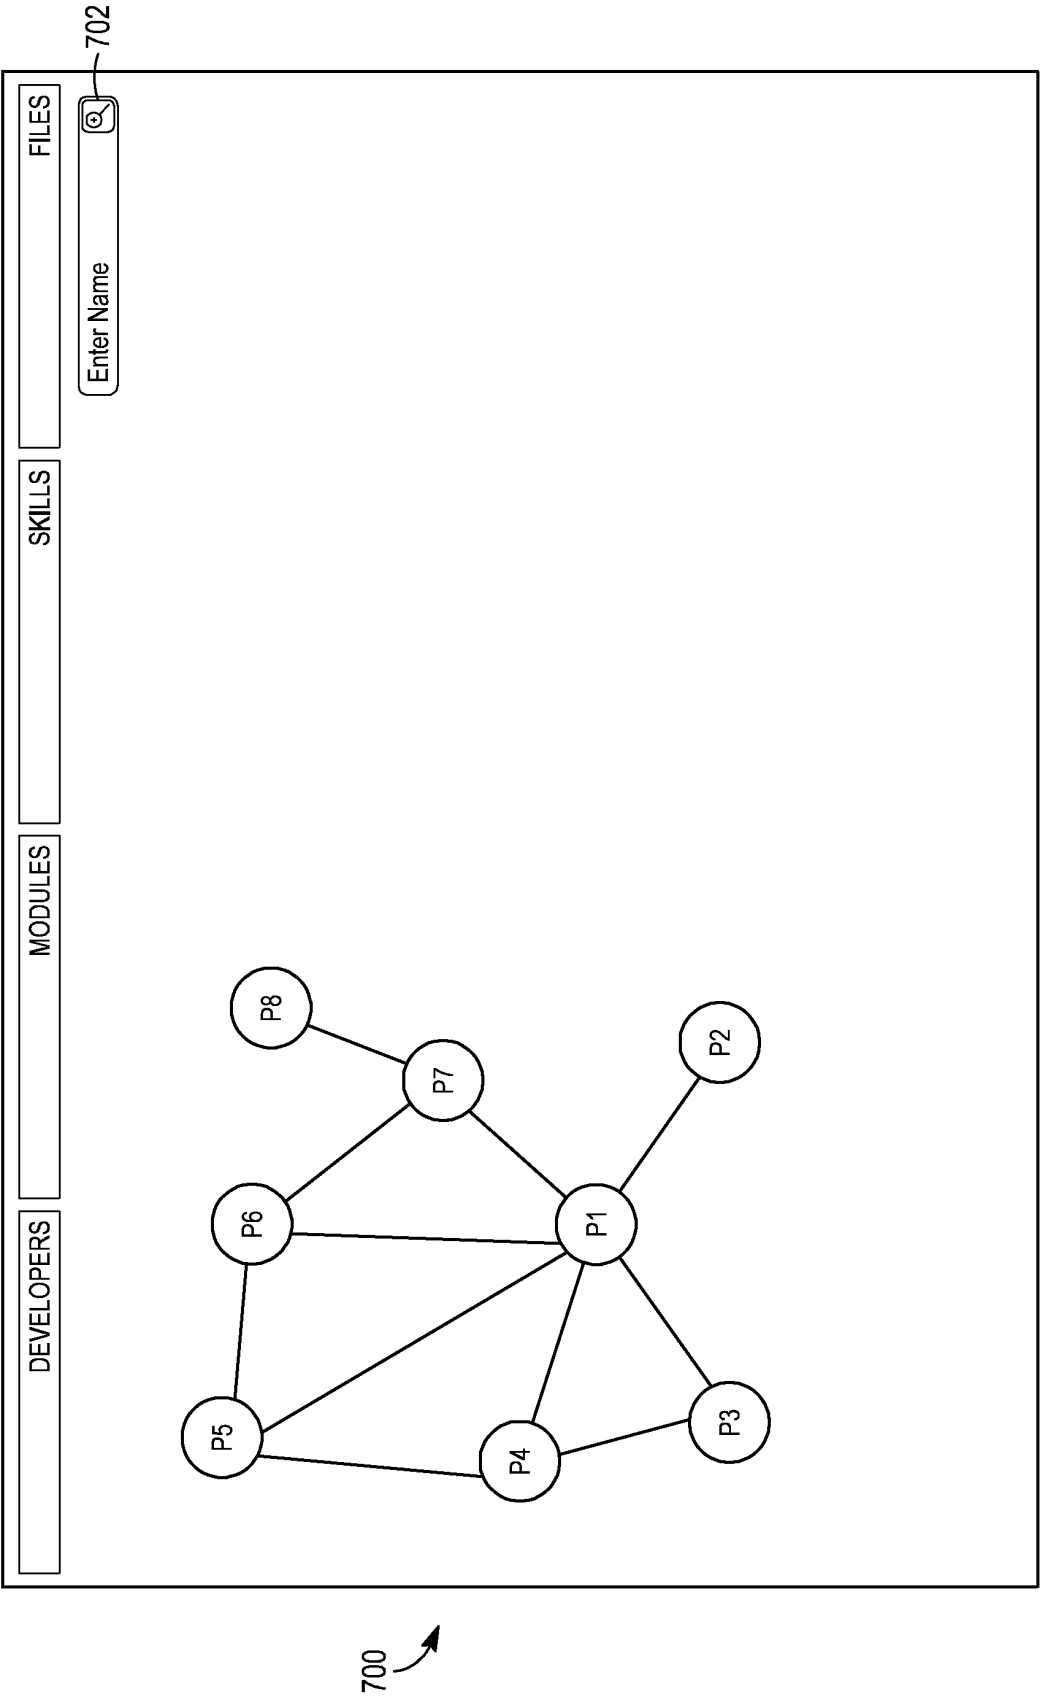 702
DEVELOPERS
MODULES
SKILLS
FILES
Enter Name
P5
P6
P8
P7
P4
P1
P3
P2
700